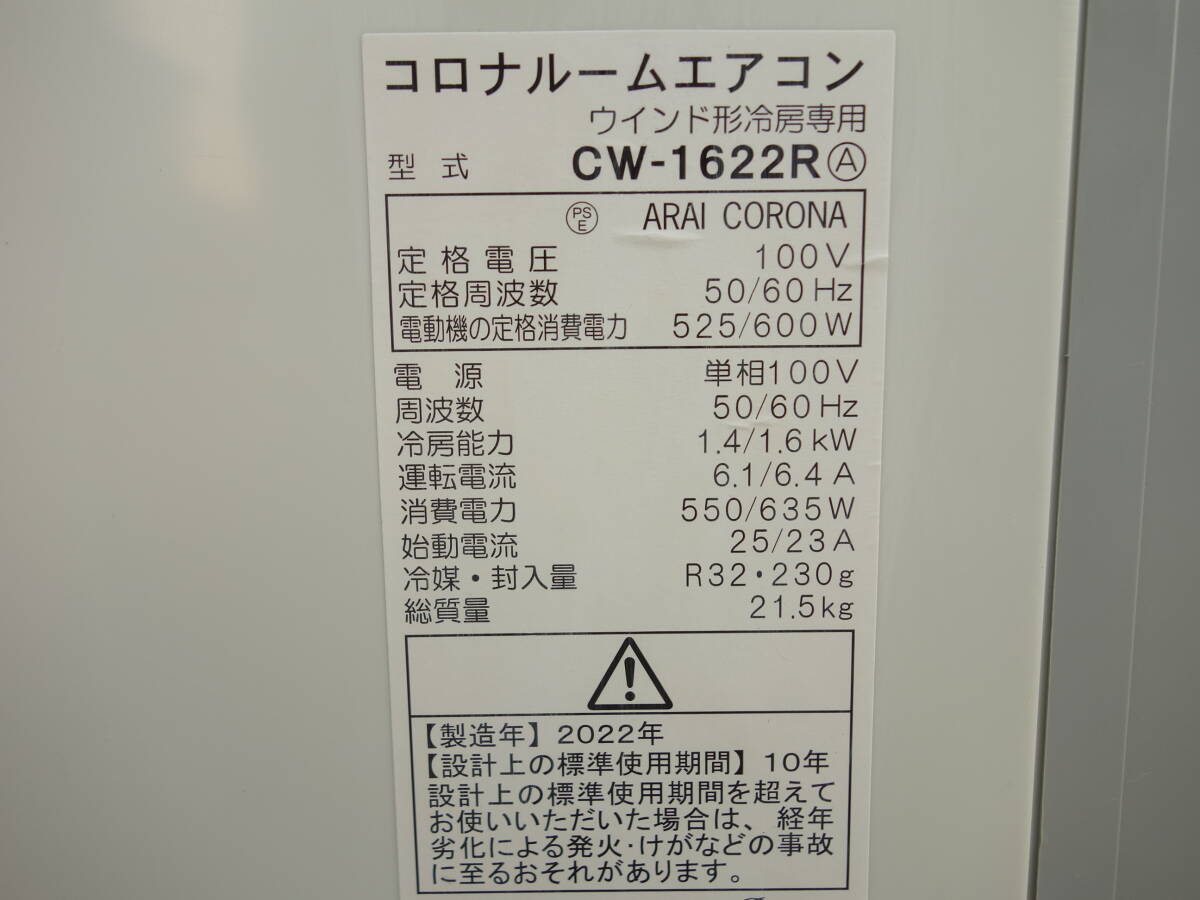 コロナルームエアコン
ウインド形冷房専用
型式 CW-1622RⒶ
PSE ARAI CORONA
定格電圧 100V
定格周波数 50/60Hz
電動機の定格消費電力 525/600W
電源 単相100V
周波数 50/60Hz
冷房能力 1.4/1.6kW
運転電流 6.1/6.4A
消費電力 550/635W
始動電流 25/23A
冷媒・封入量 R32・230g
総質量 21.5kg
【製造年】2022年
【設計上の標準使用期間】10年
設計上の標準使用期間を超えて
お使いいただいた場合は、経年
劣化による発火・けがなどの事故
に至るおそれがあります。